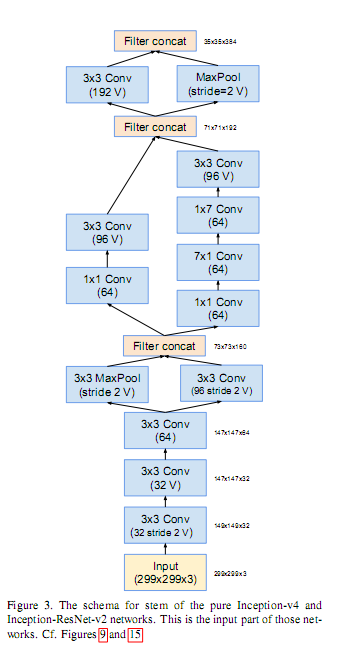 Filter concat 35x35x384
3x3 Conv
(192 V)
MaxPool
(stride=2 V)
Filter concat 71x71x192
3x3 Conv
(96 V)
1x7 Conv
(64)
3x3 Conv
(96 V)
7x1 Conv
(64)
1x1 Conv
(64)
1x1 Conv
(64)
Filter concat 73x73x160
3x3 MaxPool
(stride 2 V)
3x3 Conv
(96 stride 2 V)
3x3 Conv
(64)
147x147x64
3x3 Conv
(32 V)
147x147x32
3x3 Conv
(32 stride 2 V)
149x149x32
Input
(299x299x3)
299x299x3
Figure 3. The schema for stem of the pure Inception-v4 and
Inception-ResNet-v2 networks. This is the input part of those net-
works. Cf. Figures 9 and 15